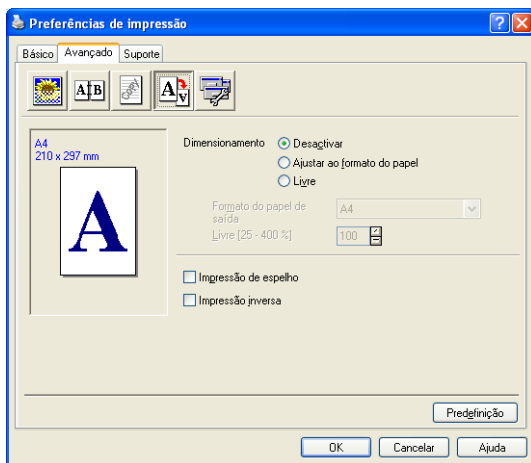 Preferências de impressão
Básico Avançado Suporte
A B
A A
A4
210 x 297 mm
A
Dimensionamento Desactivar
Ajustar ao formato do papel
Livre
Formato do papel de saída A4
Livre [25 - 400 %] 100
Impressão de espelho
Impressão inversa
Predefinição
OK Cancelar Ajuda